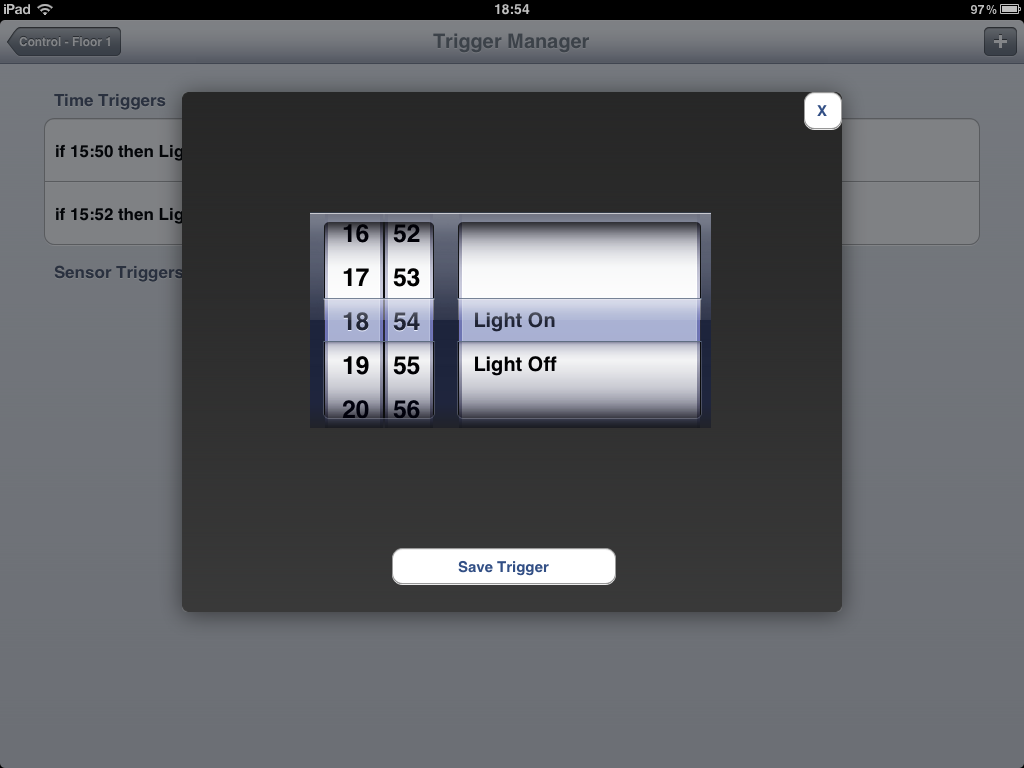 iPad 18:54 97%
Control - Floor 1 Trigger Manager +
Time Triggers
X
if 15:50 then Lig
if 15:52 then Lig
Sensor Triggers
16 52
17 53
18 54 Light On
19 55 Light Off
20 56
Save Trigger